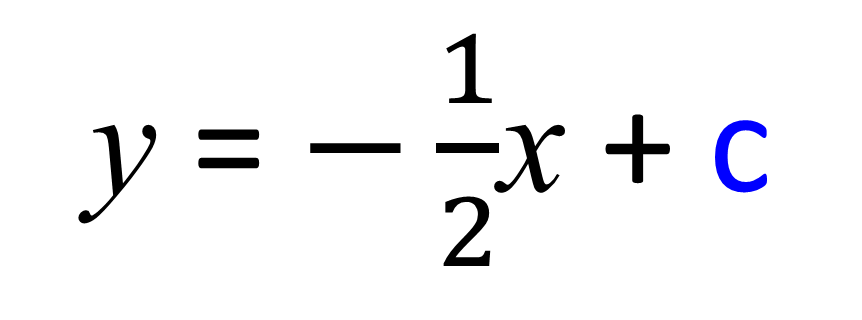 y = − 1/2 x + c